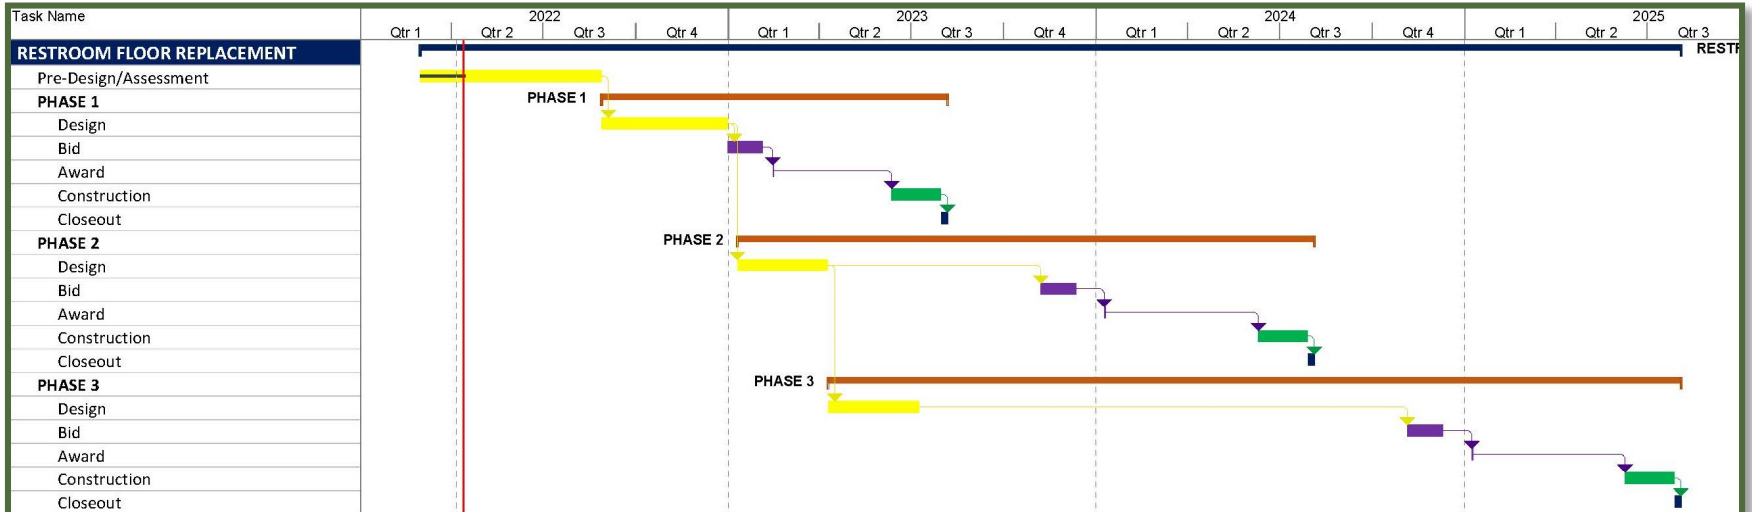 Task Name 2022 2023 2024 2025
Qtr 1 Qtr 2 Qtr 3 Qtr 4 Qtr 1 Qtr 2 Qtr 3 Qtr 4 Qtr 1 Qtr 2 Qtr 3 Qtr 4 Qtr 1 Qtr 2 Qtr 3
RESTROOM FLOOR REPLACEMENT
Pre-Design/Assessment
PHASE 1 PHASE 1
Design
Bid
Award
Construction
Closeout
PHASE 2 PHASE 2
Design
Bid
Award
Construction
Closeout
PHASE 3 PHASE 3
Design
Bid
Award
Construction
Closeout